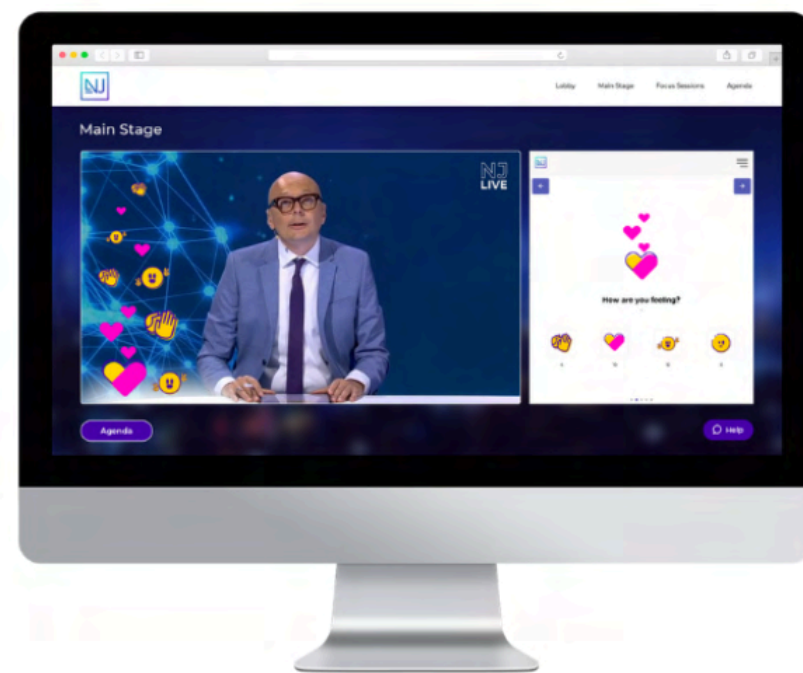 NJ
Lobby Main Stage Focus Sessions Agenda
Main Stage
NJ
LIVE
How are you feeling?
Agenda
Help